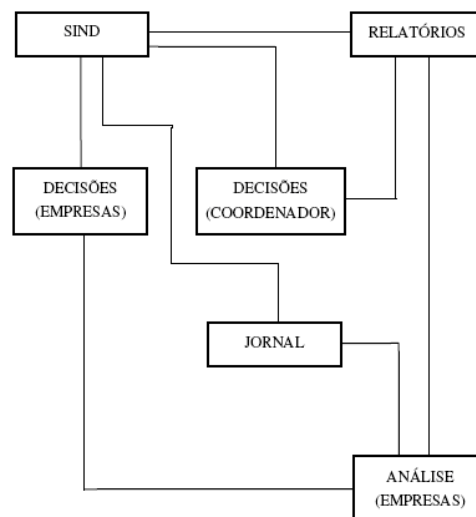 SIND
RELATÓRIOS
DECISÕES
(EMPRESAS)
DECISÕES
(COORDENADOR)
JORNAL
ANÁLISE
(EMPRESAS)